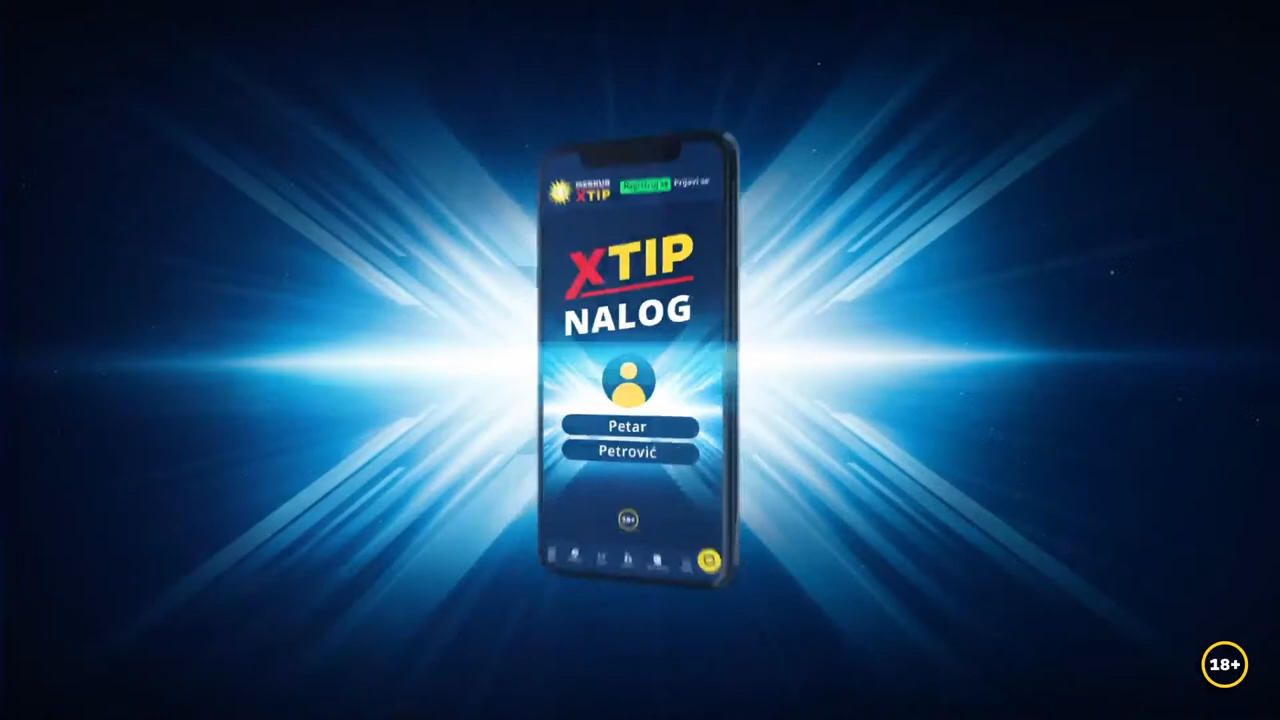 MERKUR
XTIP
Registruj se
Prijavi se
XTIP
NALOG
Petar
Petrović
18+
18+